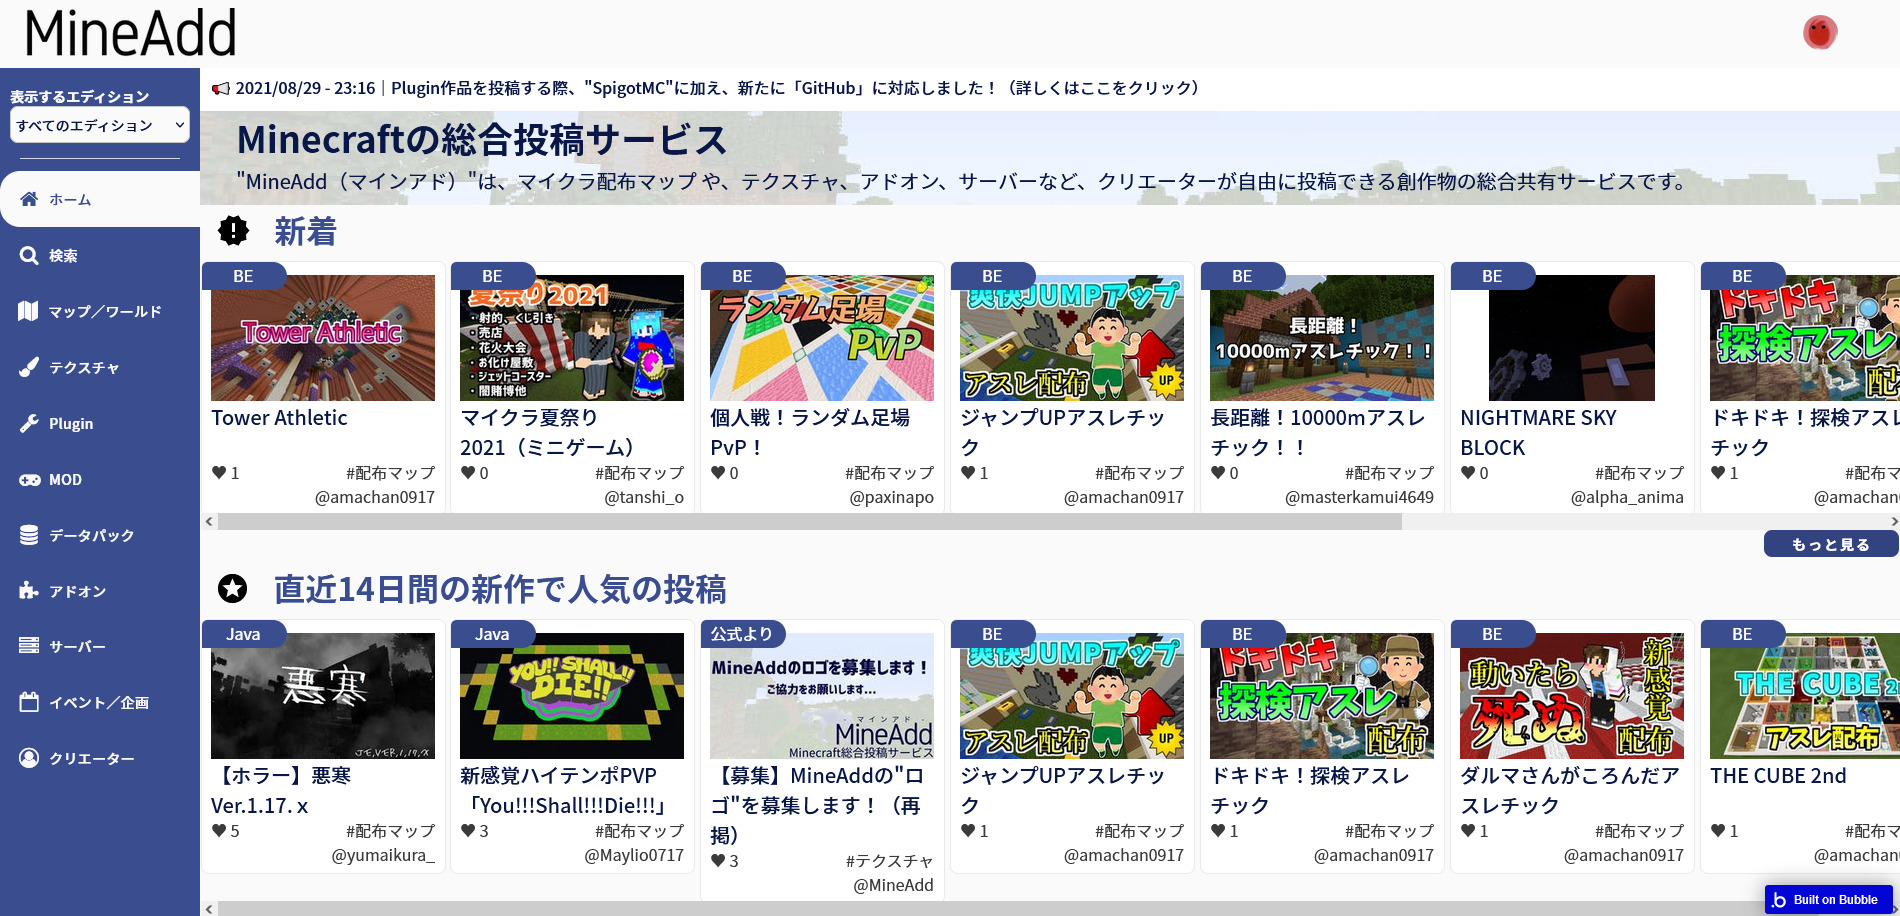 MineAdd
表示するエディション
すべてのエディション
ホーム
検索
マップ／ワールド
テクスチャ
Plugin
MOD
データパック
アドオン
サーバー
イベント／企画
クリエーター
2021/08/29 - 23:16｜Plugin作品を投稿する際、"SpigotMC"に加え、新たに「GitHub」に対応しました！（詳しくはここをクリック）
Minecraftの総合投稿サービス
"MineAdd（マインアド）"は、マイクラ配布マップ や、テクスチャ、アドオン、サーバーなど、クリエーターが自由に投稿できる創作物の総合共有サービスです。
新着
BE
Tower Athletic
Tower Athletic
1
#配布マップ
@amachan0917
BE
夏祭り2021
・射的、くじ引き
・売店
・花火大会
・お化け屋敷
・ジェットコースター
・闇賭博他
マイクラ夏祭り
2021（ミニゲーム）
0
#配布マップ
@tanshi_o
BE
ランダム足場
PvP
個人戦！ランダム足場
PvP！
0
#配布マップ
@paxinapo
BE
爽快JUMPアップ
アスレ配布
UP
ジャンプUPアスレチッ
ク
1
#配布マップ
@amachan0917
BE
長距離！
10000mアスレチック！！
長距離！10000mアスレ
チック！！
0
#配布マップ
@masterkamui4649
BE
NIGHTMARE SKY
BLOCK
0
#配布マップ
@alpha_anima
BE
ドキドキ
探検アスレ
ドキドキ！探検アスレ
チック
1
#配布マ
@amachan
もっと見る
直近14日間の新作で人気の投稿
Java
悪寒
J.E,VER,1,17,X
【ホラー】悪寒
Ver.1.17.ｘ
5
#配布マップ
@yumaikura_
Java
YOU!! SHALL!!
DIE!!
新感覚ハイテンポPVP
「You!!!Shall!!!Die!!!」
3
#配布マップ
@Maylio0717
公式より
MineAddのロゴを募集します！
ご協力をお願いします...
- マインアド -
MineAdd
Minecraft総合投稿サービス
【募集】MineAddの"ロ
ゴ"を募集します！（再
掲）
3
#テクスチャ
@MineAdd
BE
爽快JUMPアップ
アスレ配布
UP
ジャンプUPアスレチッ
ク
1
#配布マップ
@amachan0917
BE
ドキドキ
探検アスレ
配布
ドキドキ！探検アスレ
チック
1
#配布マップ
@amachan0917
BE
動いたら
死ぬ
新感覚
配布
ダルマさんがころんだア
スレチック
1
#配布マップ
@amachan0917
BE
THE CUBE 2
アスレ配布
THE CUBE 2nd
1
#配布マ
@amachan
Built on Bubble